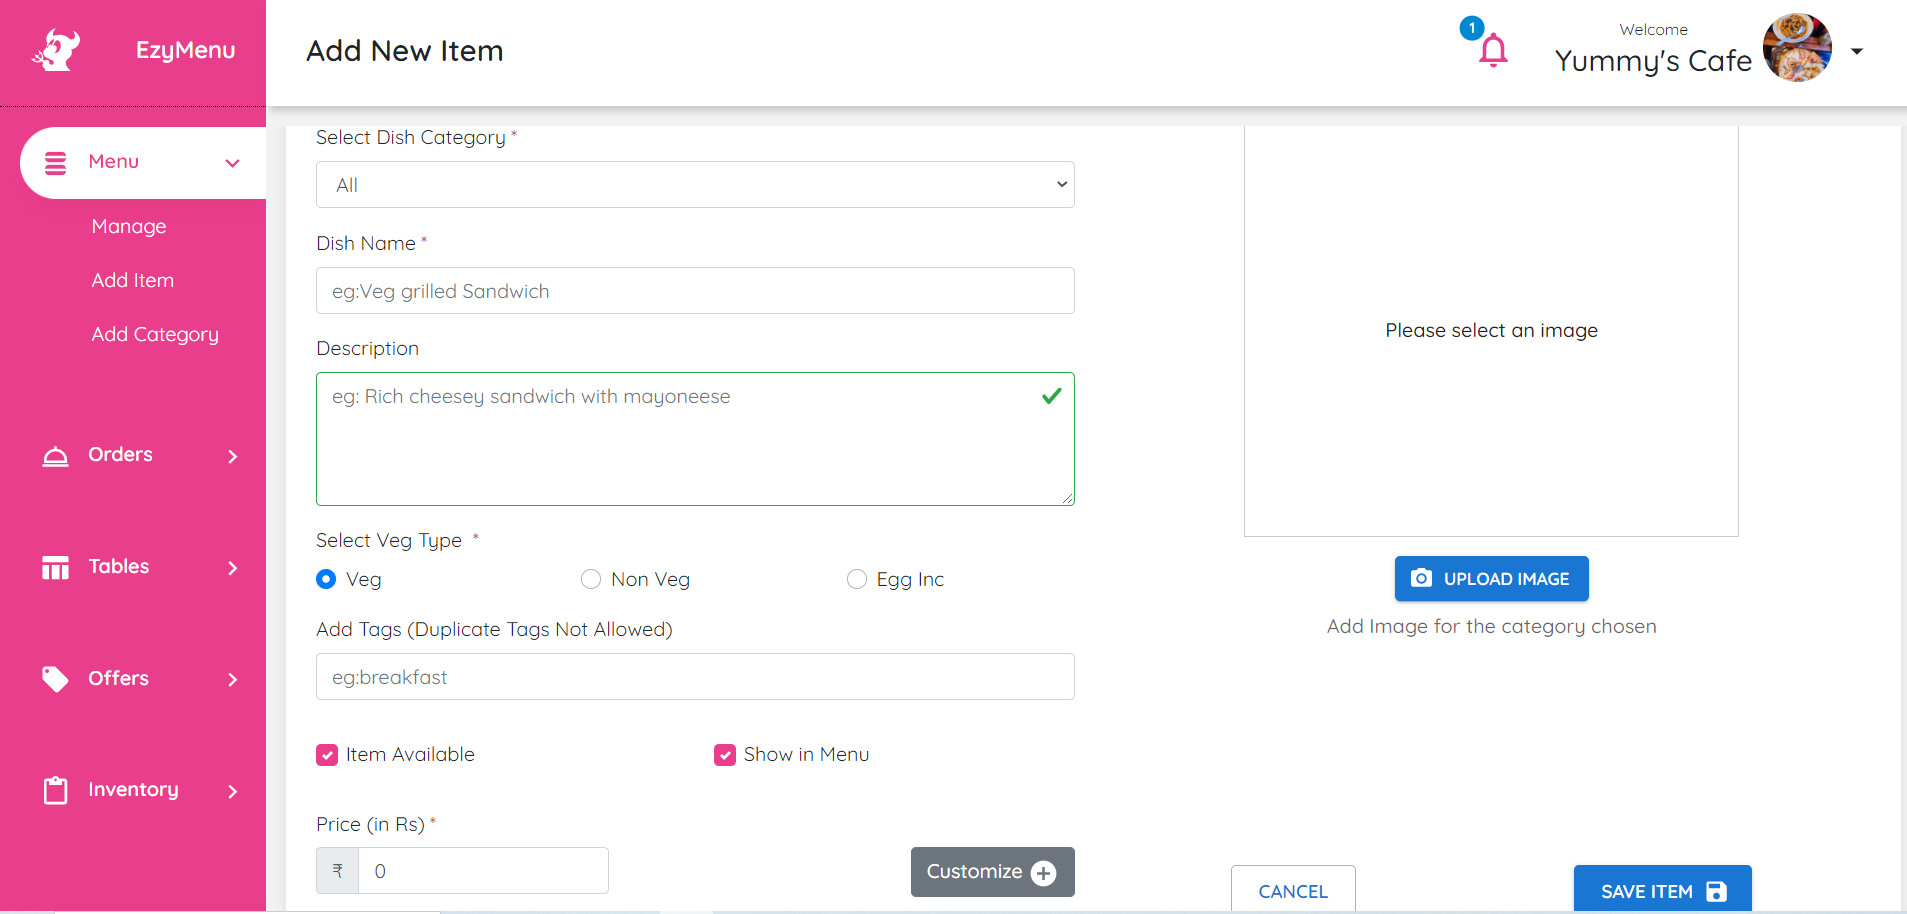 EzyMenu
Add New Item
1
Welcome
Yummy's Cafe
Menu
Manage
Add Item
Add Category
Orders
Tables
Offers
Inventory
Select Dish Category *
All
Dish Name *
eg:Veg grilled Sandwich
Description
eg: Rich cheesey sandwich with mayoneese
Select Veg Type *
Veg
Non Veg
Egg Inc
Add Tags (Duplicate Tags Not Allowed)
eg:breakfast
Item Available
Show in Menu
Price (in Rs) *
₹ 0
Customize
Please select an image
UPLOAD IMAGE
Add Image for the category chosen
CANCEL
SAVE ITEM